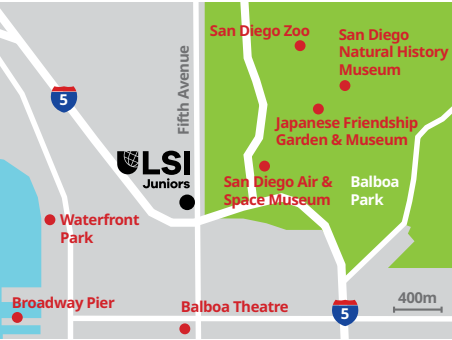 San Diego Zoo
San Diego
Natural History
Museum
5
Fifth Avenue
Japanese Friendship
Garden & Museum
LSI
Juniors
San Diego Air &
Space Museum
Balboa
Park
Waterfront
Park
Broadway Pier
Balboa Theatre
5
400m